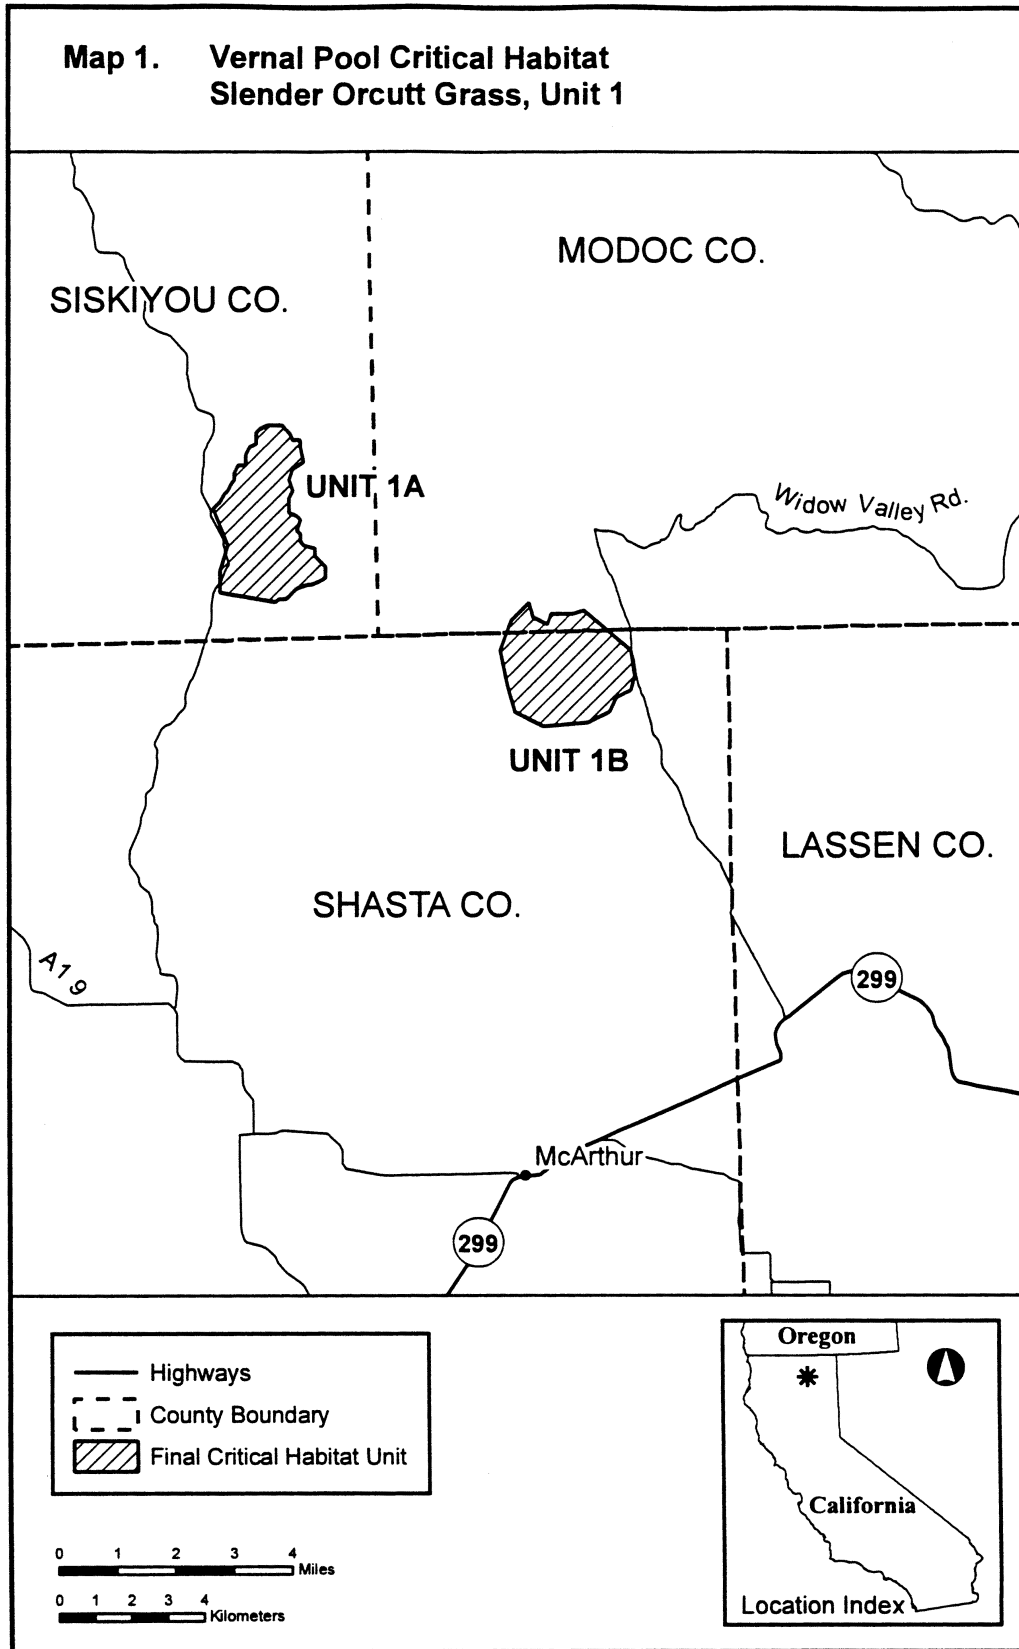 Map 1. Vernal Pool Critical Habitat
Slender Orcutt Grass, Unit 1
MODOC CO.
SISKIYOU CO.
UNIT 1A
Widow Valley Rd.
UNIT 1B
LASSEN CO.
SHASTA CO.
A19
299
McArthur
299
Highways
County Boundary
Final Critical Habitat Unit
0 1 2 3 4
Miles
0 1 2 3 4
Kilometers
Oregon
California
Location Index